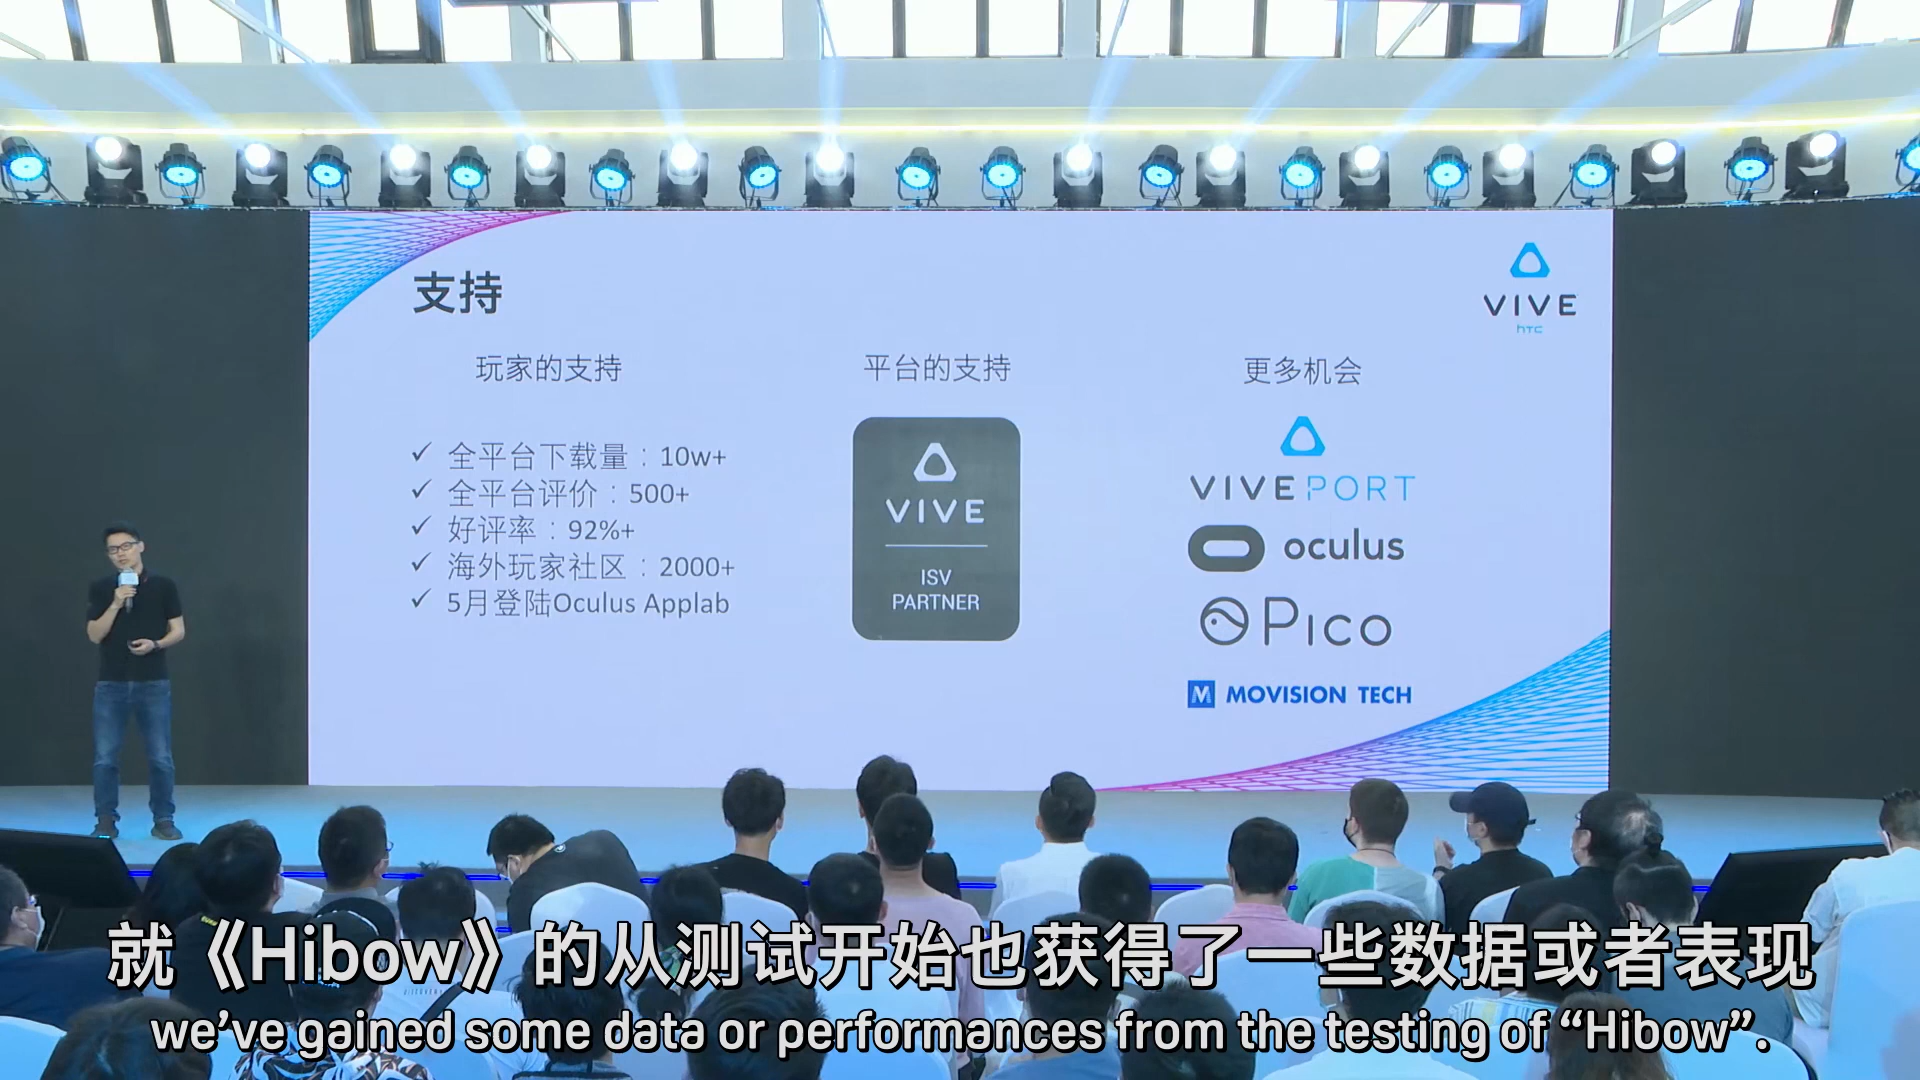 支持
VIVE
htc
玩家的支持
✓ 全平台下载量：10w+
✓ 全平台评价：500+
✓ 好评率：92%+
✓ 海外玩家社区：2000+
✓ 5月登陆Oculus Applab
平台的支持
VIVE
ISV
PARTNER
更多机会
VIVEPORT
oculus
Pico
M MOVISION TECH
就《Hibow》的从测试开始也获得了一些数据或者表现
we’ve gained some data or performances from the testing of “Hibow”.